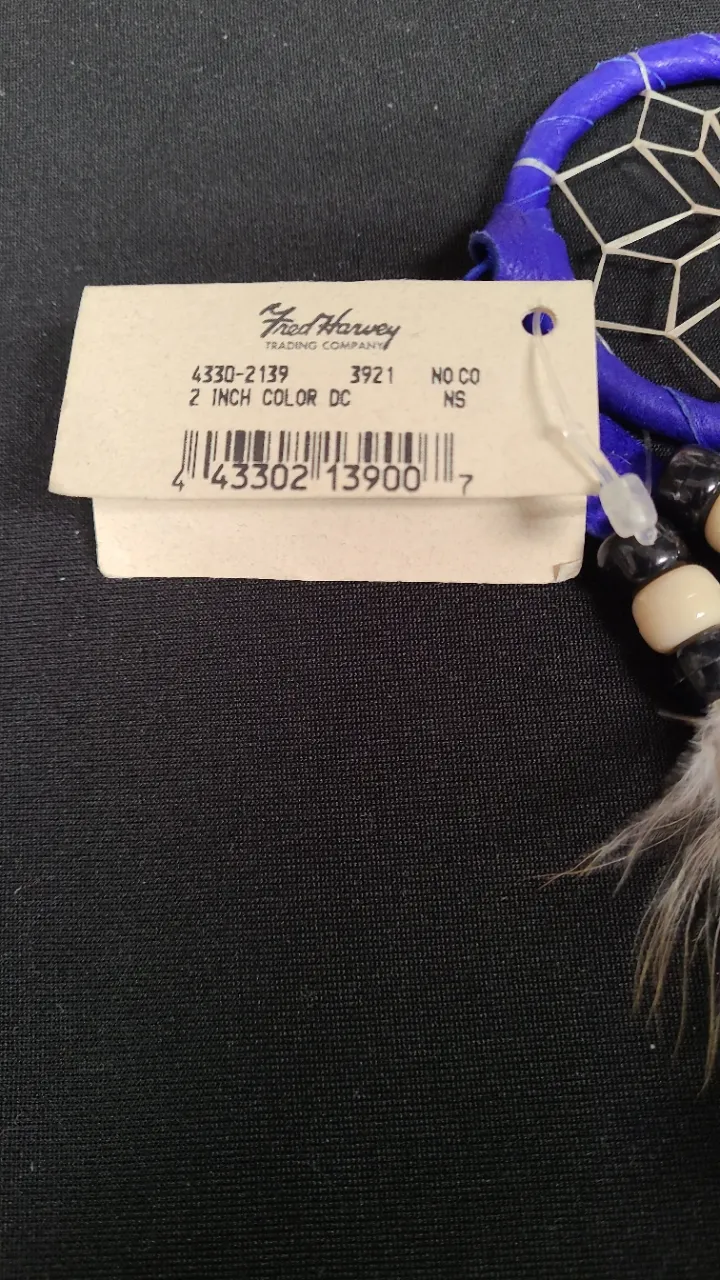 Fred Harvey
TRADING COMPANY
4330-2139 3921 NO CO
2 INCH COLOR DC NS
4 43302 13900 7